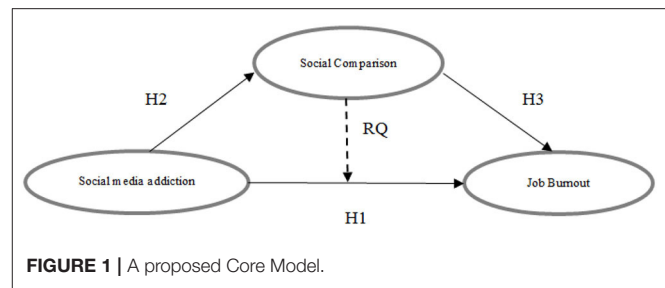 Social Comparison
H2
H3
RQ
Social media addiction
Job Burnout
H1
FIGURE 1 | A proposed Core Model.